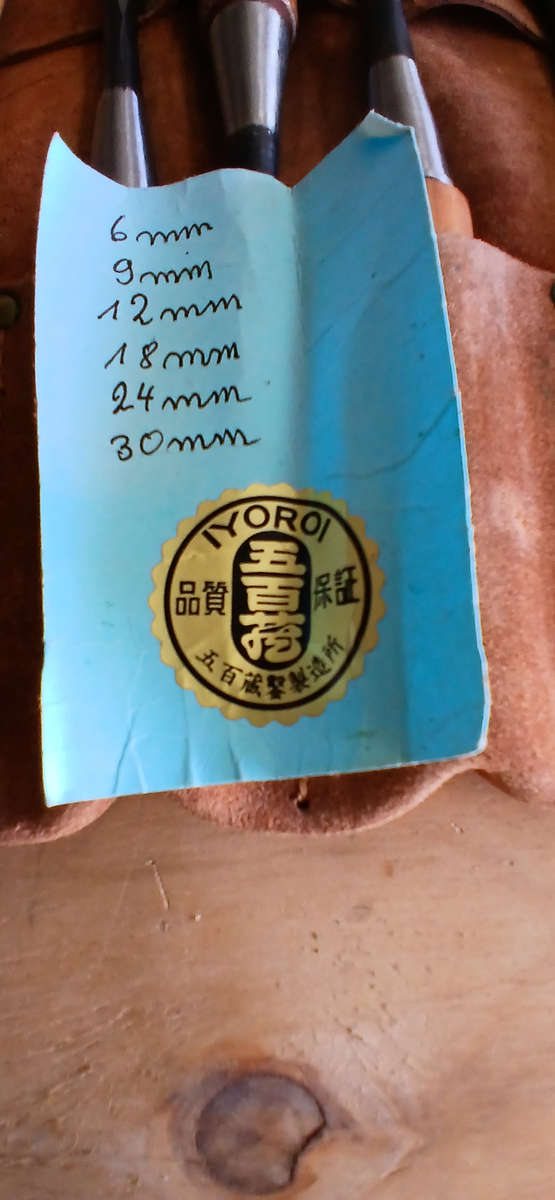 6mm
9mm
12mm
18mm
24mm
30mm
IYOROI
五百蔵
品質 保証
五百蔵鑿製造所